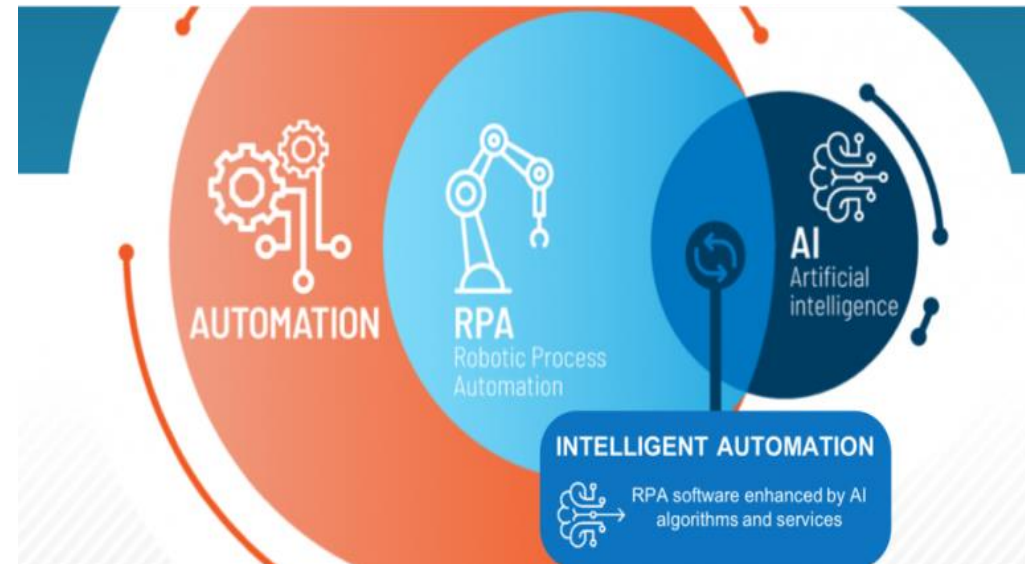 AUTOMATION
RPA
Robotic Process
Automation
AI
Artificial
intelligence
INTELLIGENT AUTOMATION
RPA software enhanced by AI
algorithms and services